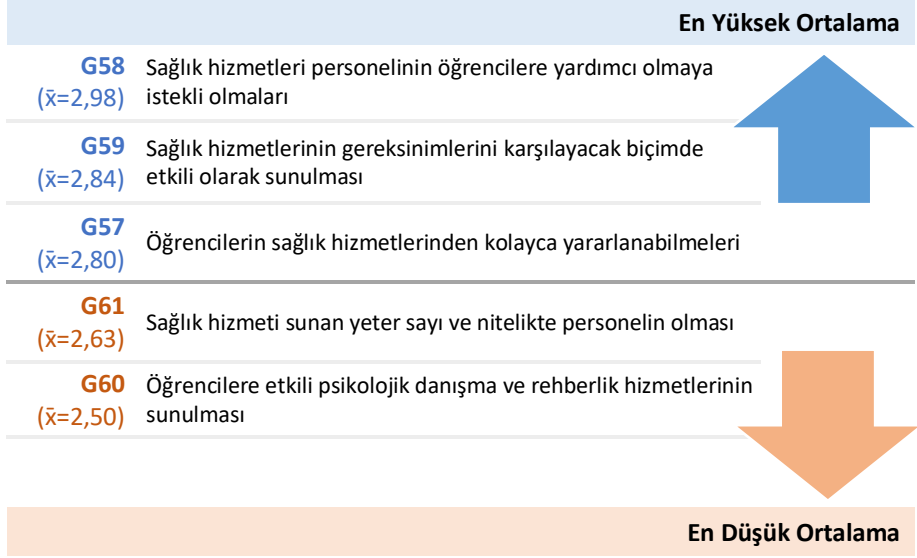 En Yüksek Ortalama
G58 Sağlık hizmetleri personelinin öğrencilere yardımcı olmaya
(x̄=2,98) istekli olmaları
G59 Sağlık hizmetlerinin gereksinimlerini karşılayacak biçimde
(x̄=2,84) etkili olarak sunulması
G57
(x̄=2,80)
Öğrencilerin sağlık hizmetlerinden kolayca yararlanabilmeleri
G61
(x̄=2,63)
Sağlık hizmeti sunan yeter sayı ve nitelikte personelin olması
G60 Öğrencilere etkili psikolojik danışma ve rehberlik hizmetlerinin
(x̄=2,50) sunulması
En Düşük Ortalama